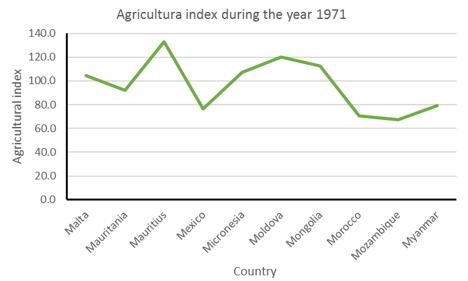 Agricultura index during the year 1971
Agricultural index
140.0
120.0
100.0
80.0
60.0
40.0
20.0
0.0
Malta
Mauritania
Mauritius
Mexico
Micronesia
Moldova
Mongolia
Morocco
Mozambique
Myanmar
Country